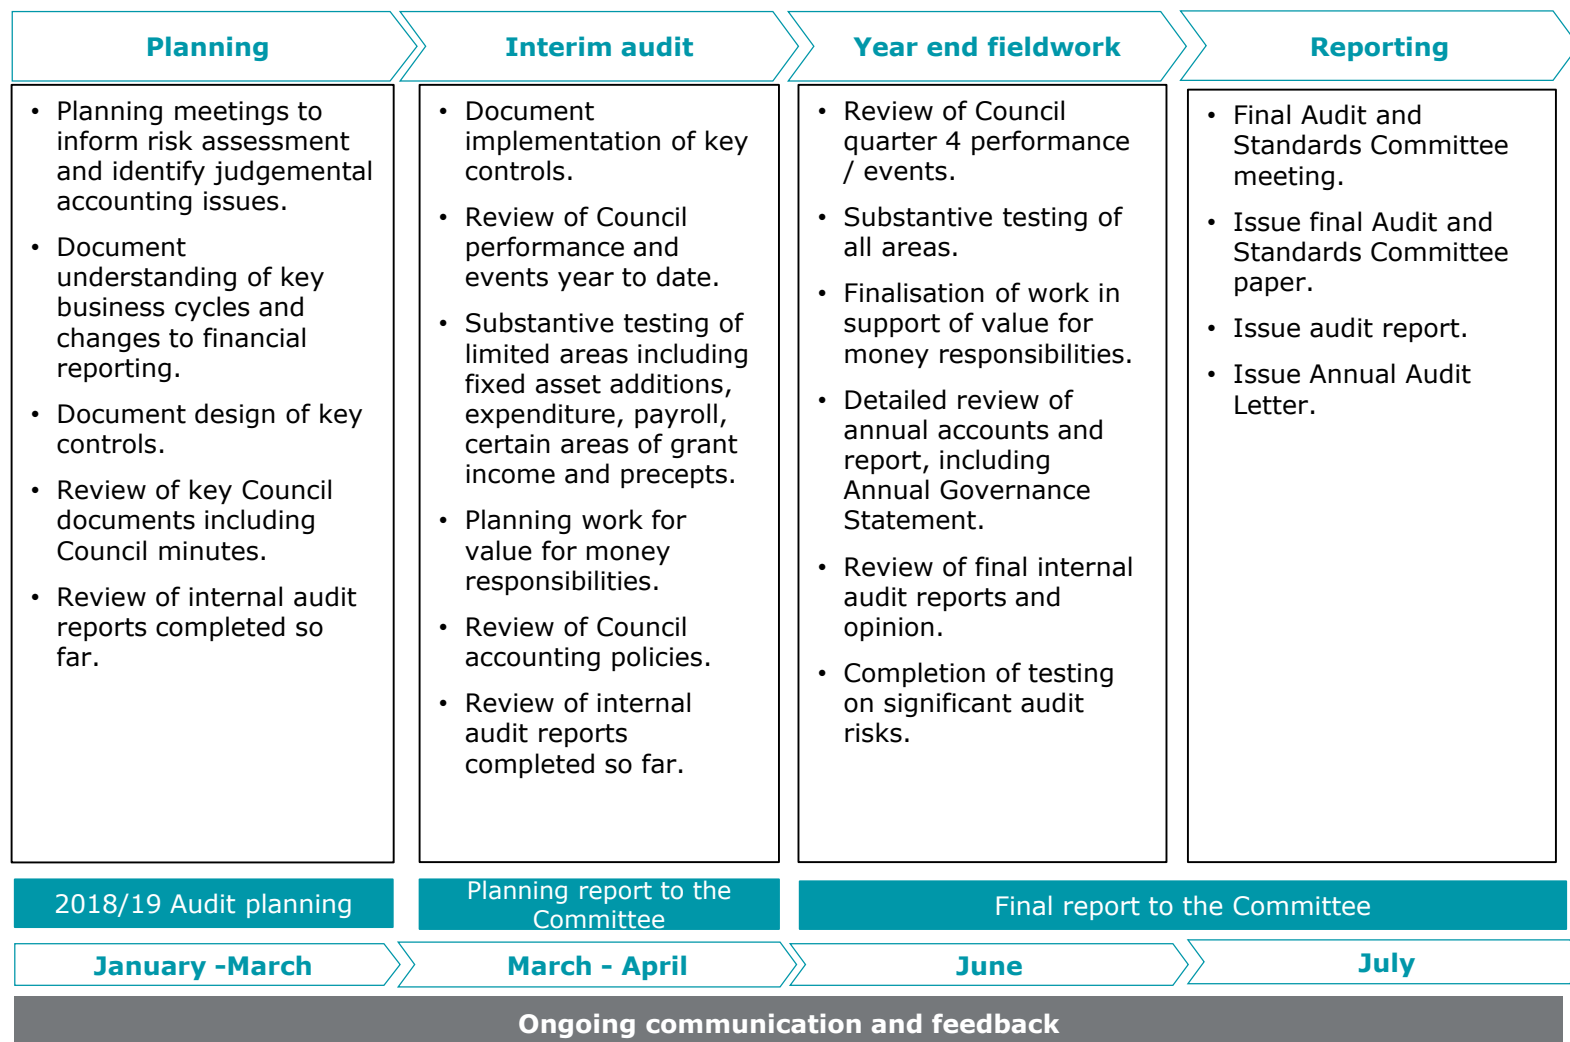 Planning
Interim audit
Year end fieldwork
Reporting
• Planning meetings to
inform risk assessment
and identify judgemental
accounting issues.
• Document
understanding of key
business cycles and
changes to financial
reporting.
• Document design of key
controls.
• Review of key Council
documents including
Council minutes.
• Review of internal audit
reports completed so
far.
• Document
implementation of key
controls.
• Review of Council
performance and
events year to date.
• Substantive testing of
limited areas including
fixed asset additions,
expenditure, payroll,
certain areas of grant
income and precepts.
• Planning work for
value for money
responsibilities.
• Review of Council
accounting policies.
• Review of internal
audit reports
completed so far.
• Review of Council
quarter 4 performance
/ events.
• Substantive testing of
all areas.
• Finalisation of work in
support of value for
money responsibilities.
• Detailed review of
annual accounts and
report, including
Annual Governance
Statement.
• Review of final internal
audit reports and
opinion.
• Completion of testing
on significant audit
risks.
• Final Audit and
Standards Committee
meeting.
• Issue final Audit and
Standards Committee
paper.
• Issue audit report.
• Issue Annual Audit
Letter.
2018/19 Audit planning
Planning report to the
Committee
Final report to the Committee
January -March
March - April
June
July
Ongoing communication and feedback